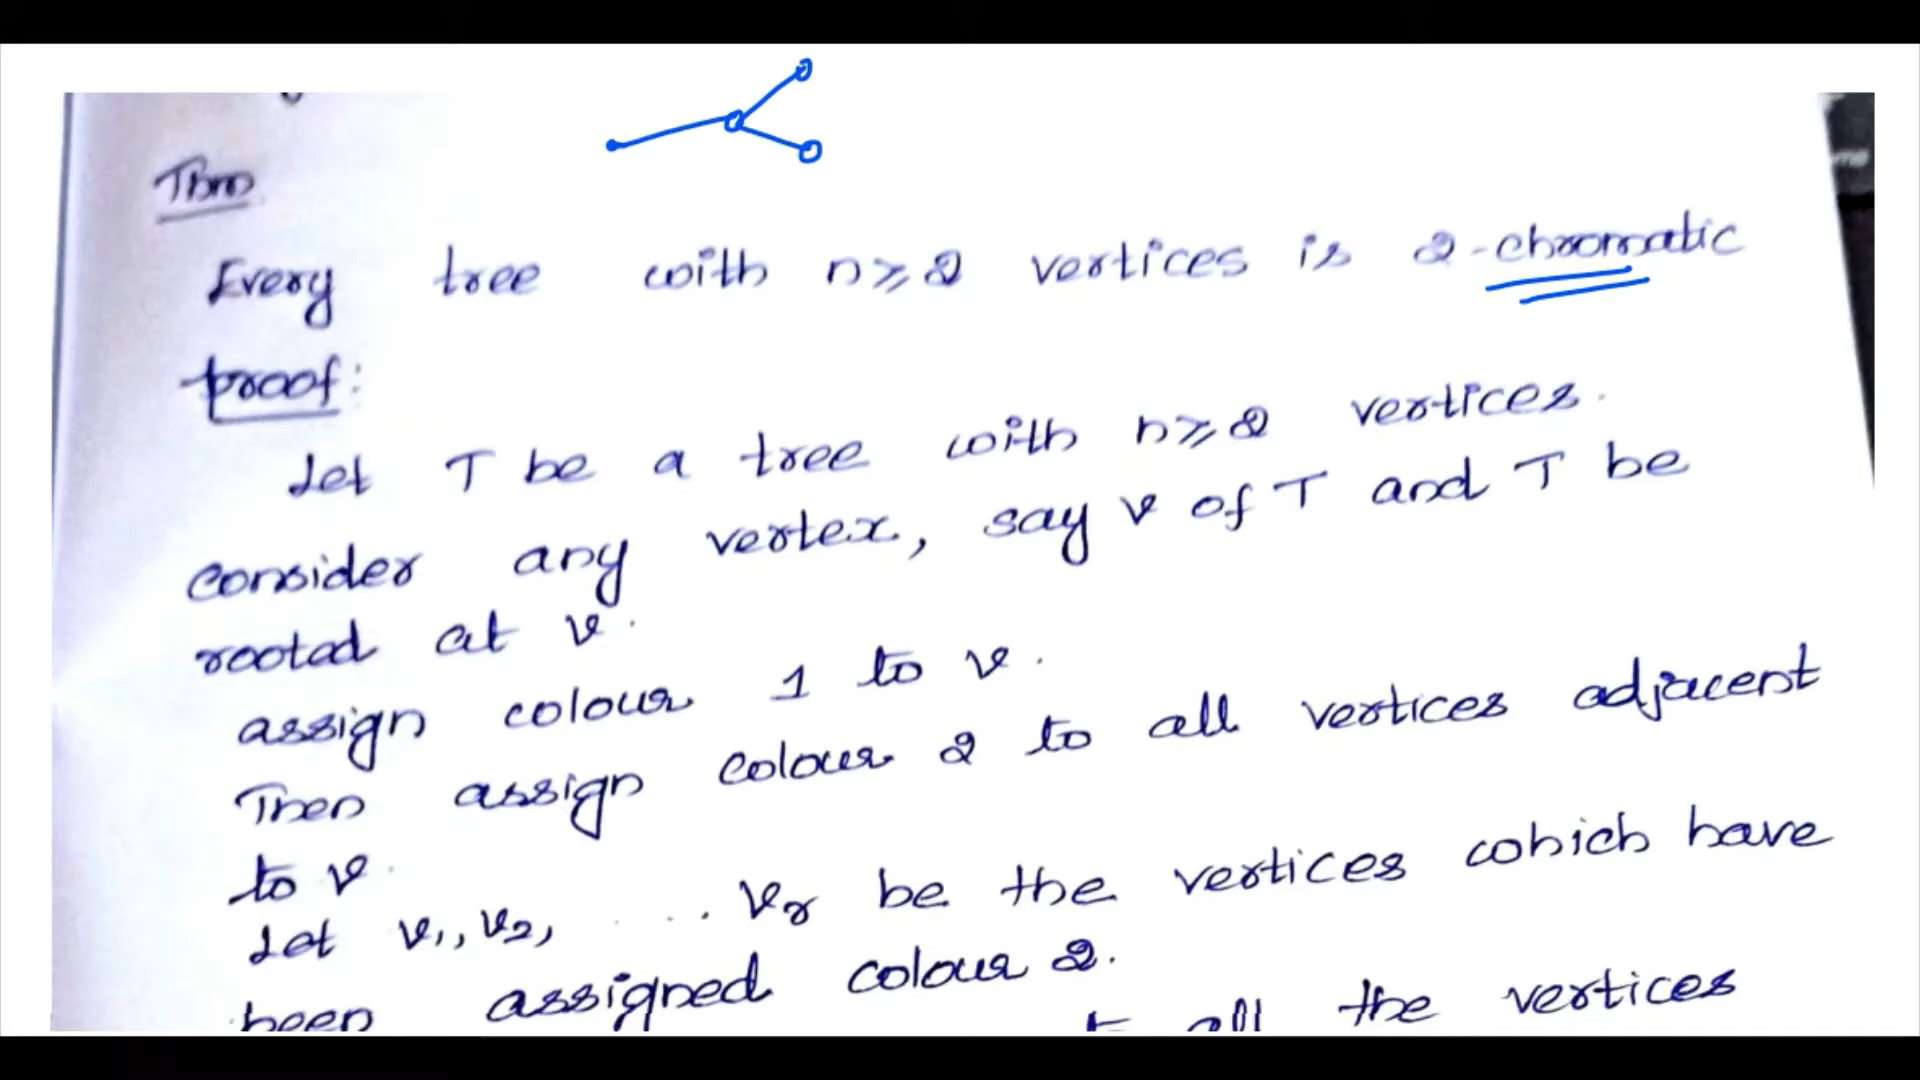 Thm
Every tree with n≥2 vertices is 2-chromatic
proof:
Let T be a tree with n≥2 vertices.
consider any vertex, say v of T and T be
rooted at v.
assign colour 1 to v.
Then assign colour 2 to all vertices adjacent
to v.
Let v₁, v₂, .... vᵣ be the vertices which have
been assigned colour 2.
all the vertices